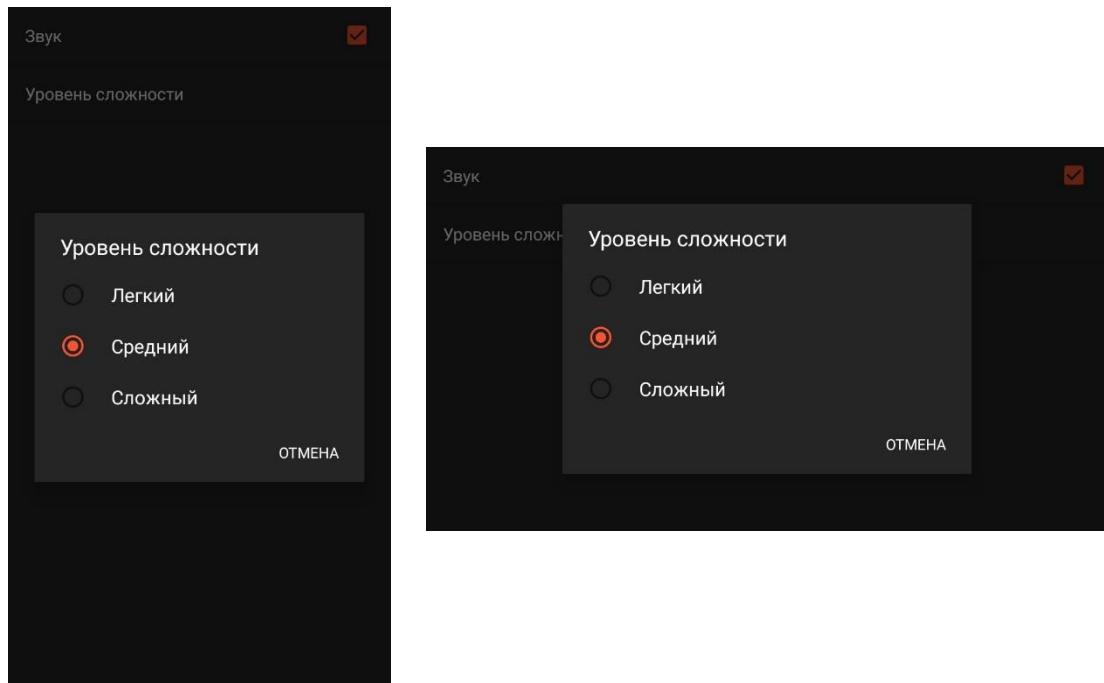 Звук
Уровень сложности
Уровень сложности
Легкий
Средний
Сложный
ОТМЕНА
Звук
Уровень сложн
Уровень сложности
Легкий
Средний
Сложный
ОТМЕНА